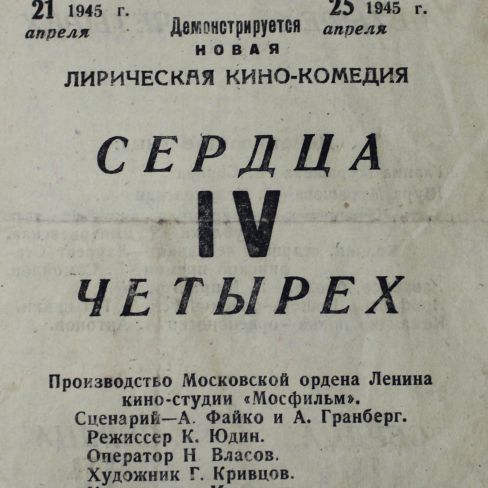 21 1945 г.
апреля
25 1945 г.
апреля
Демонстрируется
НОВАЯ
ЛИРИЧЕСКАЯ КИНО-КОМЕДИЯ
СЕРДЦА
IV
ЧЕТЫРЕХ
Производство Московской ордена Ленина
кино-студии «Мосфильм».
Сценарий—А. Файко и А. Гранберг.
Режиссер К. Юдин.
Оператор Н Власов.
Художник Г. Кривцов.